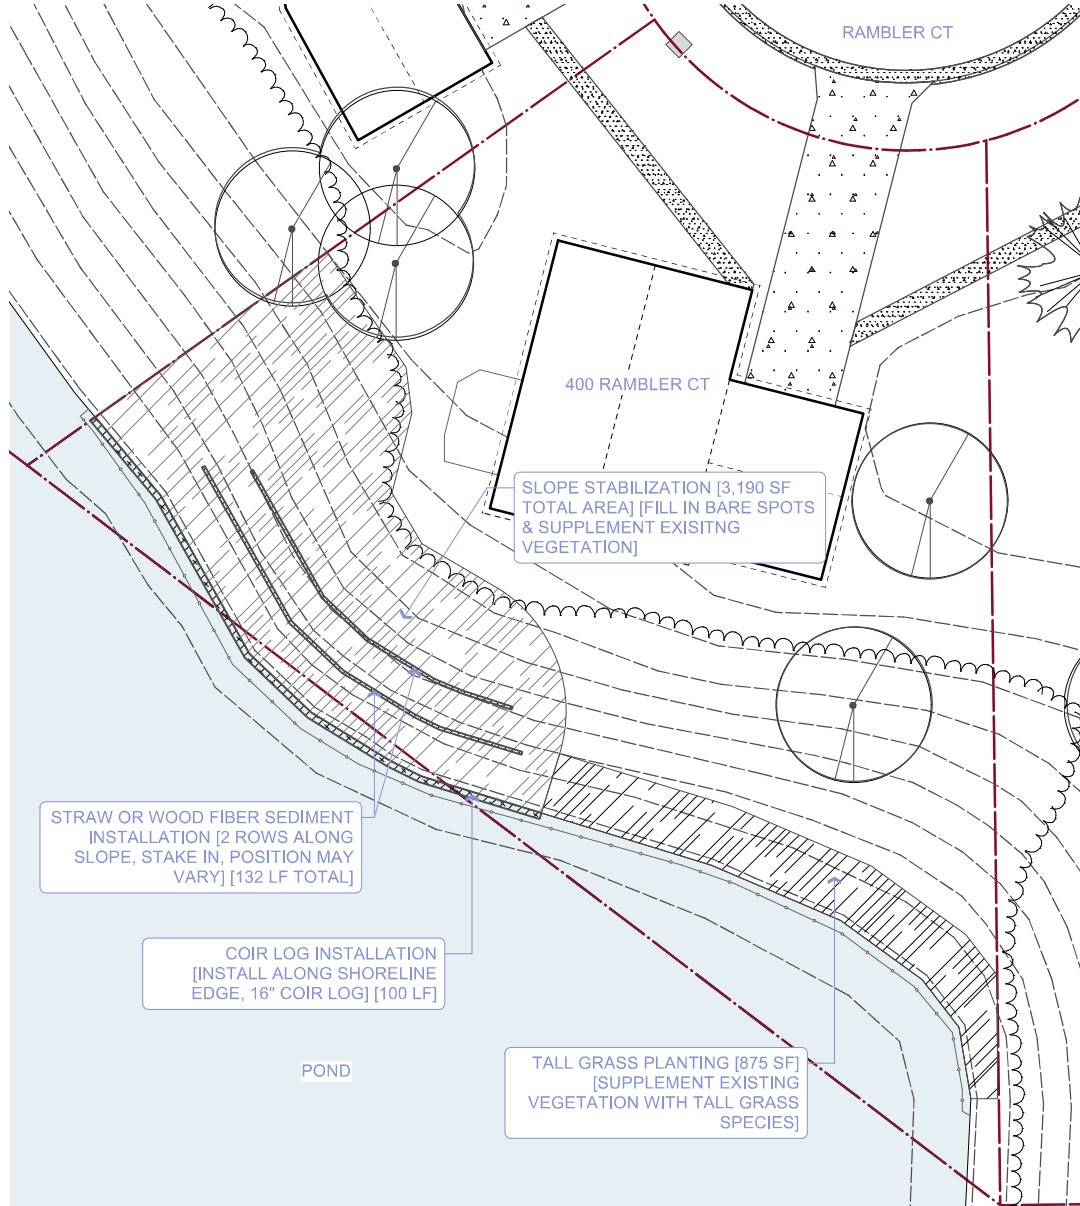 RAMBLER CT
400 RAMBLER CT
SLOPE STABILIZATION [3,190 SF
TOTAL AREA] [FILL IN BARE SPOTS
& SUPPLEMENT EXISITNG
VEGETATION]
STRAW OR WOOD FIBER SEDIMENT
INSTALLATION [2 ROWS ALONG
SLOPE, STAKE IN, POSITION MAY
VARY] [132 LF TOTAL]
COIR LOG INSTALLATION
[INSTALL ALONG SHORELINE
EDGE, 16" COIR LOG] [100 LF]
POND
TALL GRASS PLANTING [875 SF]
[SUPPLEMENT EXISTING
VEGETATION WITH TALL GRASS
SPECIES]